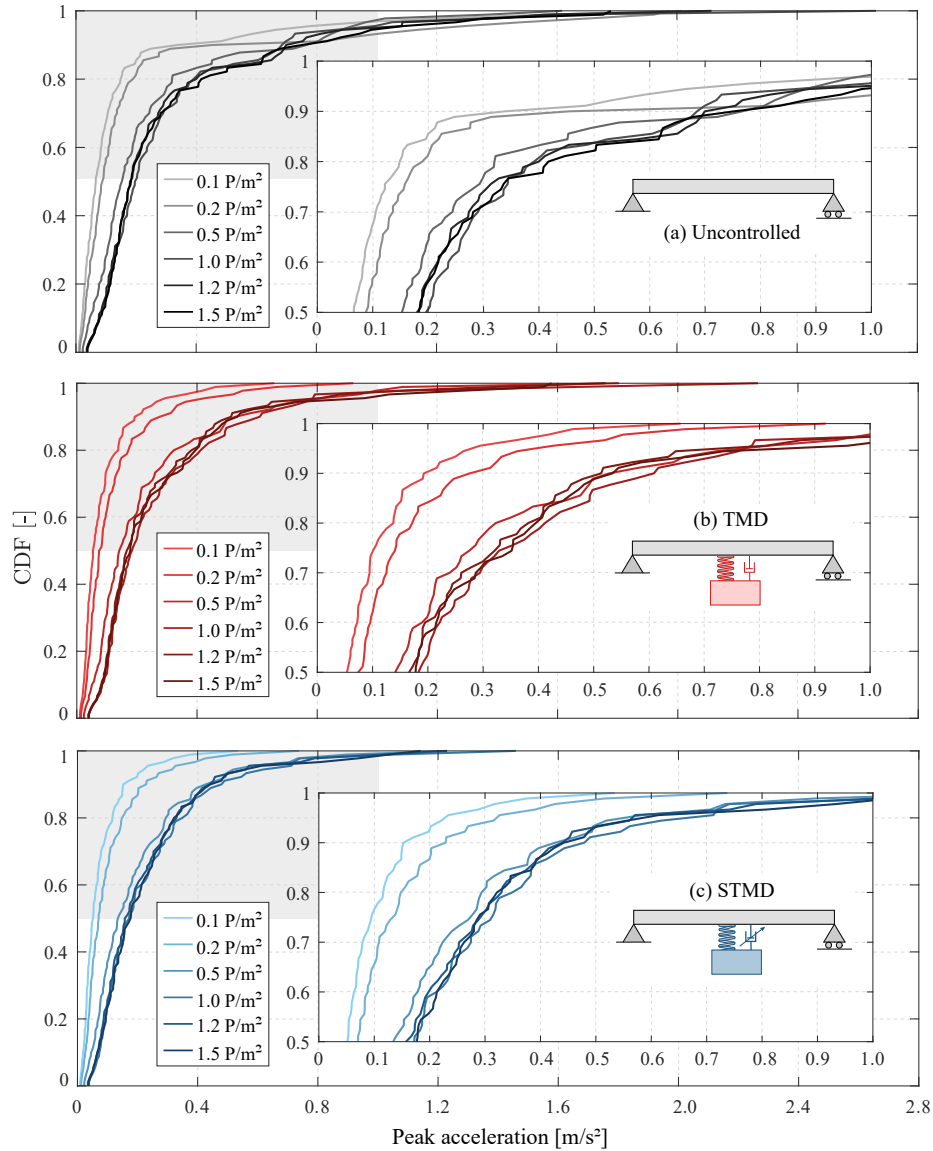 1
0.8
0.6
0.4
0.2
0
0.1 P/m²
0.2 P/m²
0.5 P/m²
1.0 P/m²
1.2 P/m²
1.5 P/m²
1
0.9
0.8
0.7
0.6
0.5
0 0.1 0.2 0.3 0.4 0.5 0.6 0.7 0.8 0.9 1.0
(a) Uncontrolled
CDF [-]
1
0.8
0.6
0.4
0.2
0
0.1 P/m²
0.2 P/m²
0.5 P/m²
1.0 P/m²
1.2 P/m²
1.5 P/m²
1
0.9
0.8
0.7
0.6
0.5
0 0.1 0.2 0.3 0.4 0.5 0.6 0.7 0.8 0.9 1.0
(b) TMD
1
0.8
0.6
0.4
0.2
0
0.1 P/m²
0.2 P/m²
0.5 P/m²
1.0 P/m²
1.2 P/m²
1.5 P/m²
1
0.9
0.8
0.7
0.6
0.5
0 0.1 0.2 0.3 0.4 0.5 0.6 0.7 0.8 0.9 1.0
(c) STMD
0 0.4 0.8 1.2 1.6 2.0 2.4 2.8
Peak acceleration [m/s²]